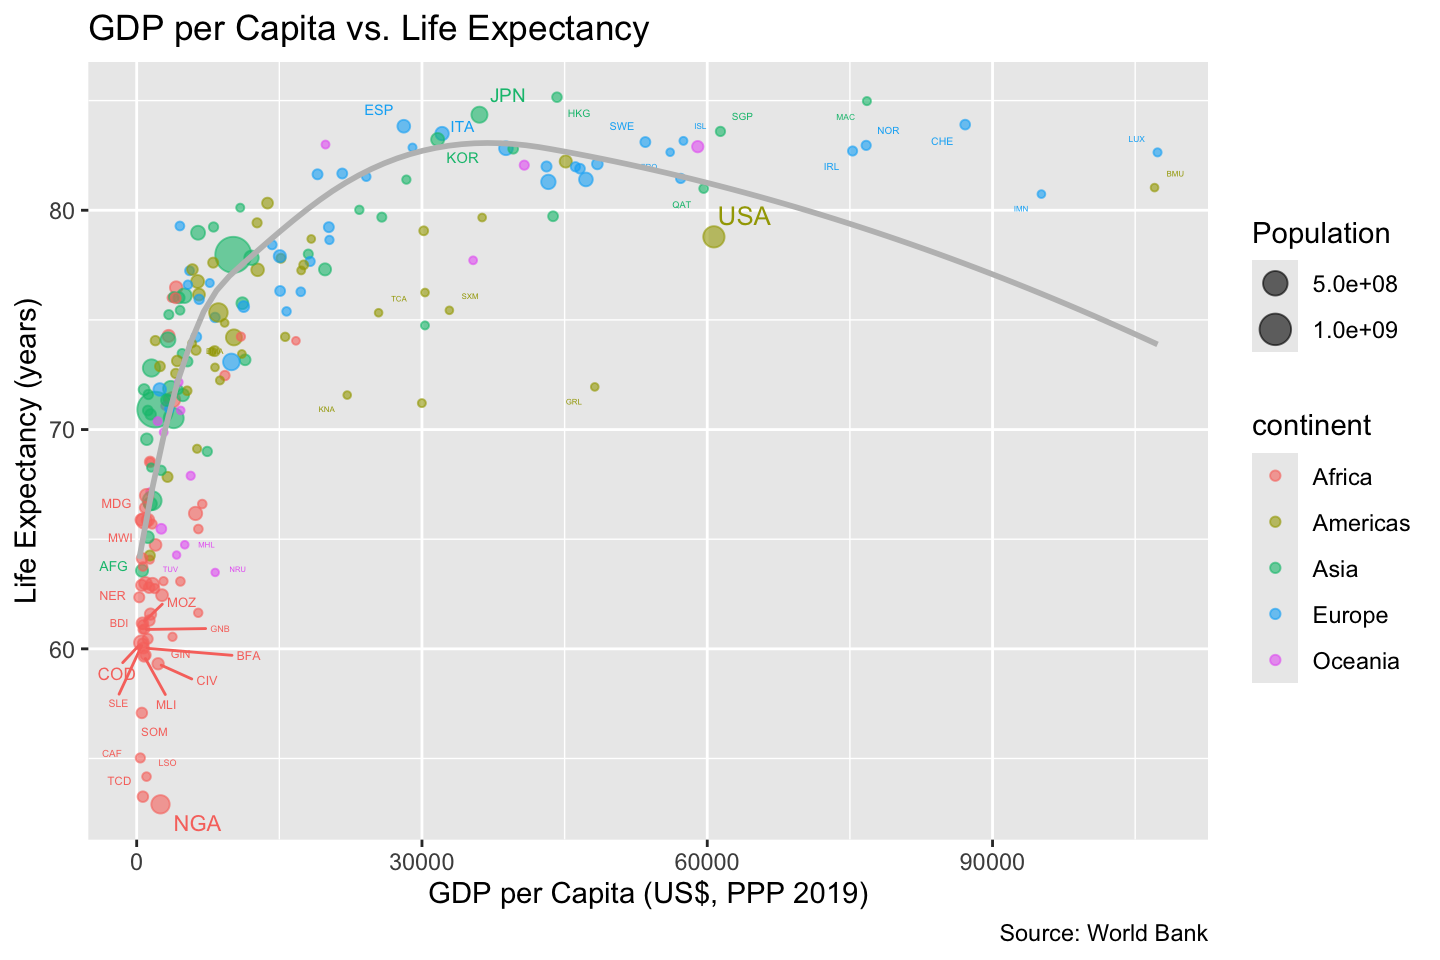 GDP per Capita vs. Life Expectancy
JPN
ESP
HKG
ITA
SWE
ISL
SGP
MAC
NOR
CHE
LUX
KOR
IRL
BMU
QAT
IMN
USA
80
TCA
SXM
KNA
GRL
70
MDG
MWI
MHL
AFG
TUV
NRU
NER
MOZ
BDI
GNB
60
GIN
BFA
COD
CIV
SLE
MLI
SOM
CAF
LSO
TCD
NGA
Life Expectancy (years)
0
30000
60000
90000
GDP per Capita (US$, PPP 2019)
Source: World Bank
Population
5.0e+08
1.0e+09
continent
Africa
Americas
Asia
Europe
Oceania